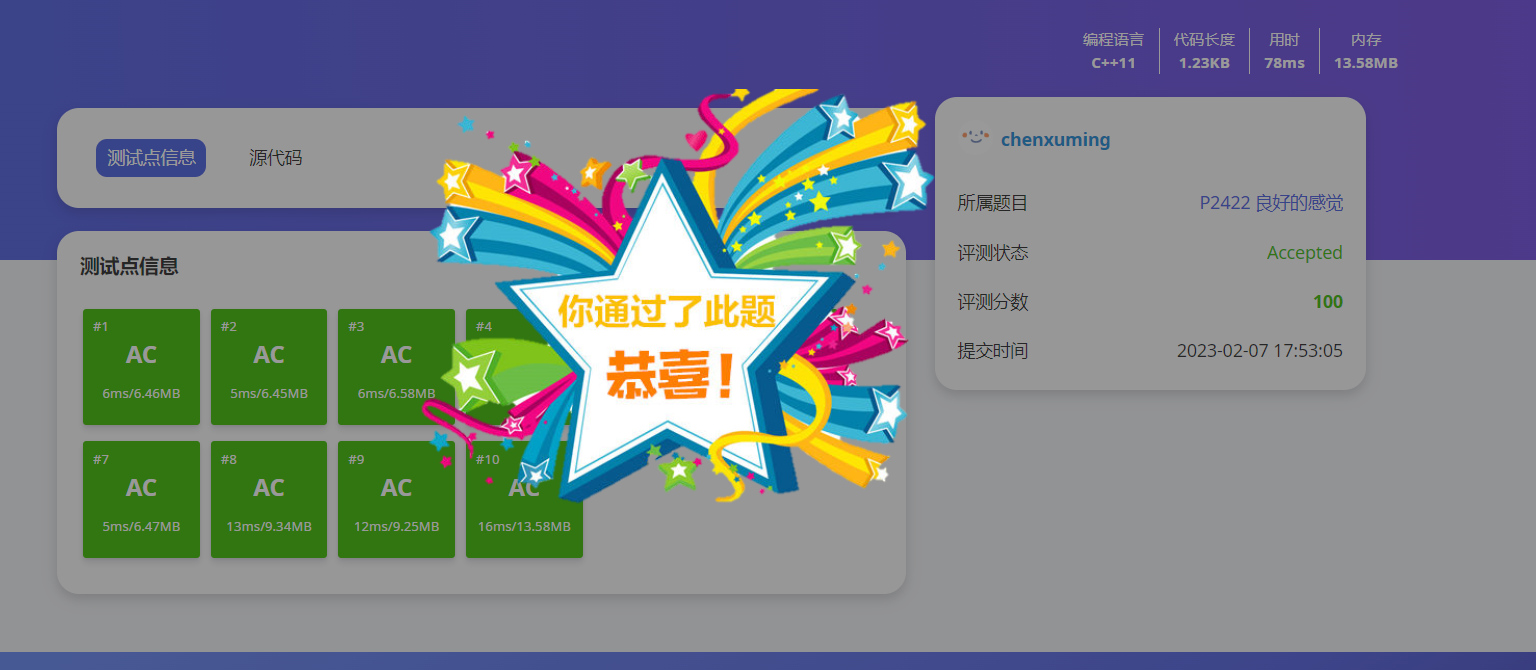 编程语言 代码长度 用时 内存
C++11 1.23KB 78ms 13.58MB
测试点信息 源代码
测试点信息
#1 #2 #3 #4
AC AC AC
6ms/6.46MB 5ms/6.45MB 6ms/6.58MB
#7 #8 #9 #10
AC AC AC AC
5ms/6.47MB 13ms/9.34MB 12ms/9.25MB 16ms/13.58MB
你通过了此题
恭喜!
chenxuming
所属题目 P2422 良好的感觉
评测状态 Accepted
评测分数 100
提交时间 2023-02-07 17:53:05